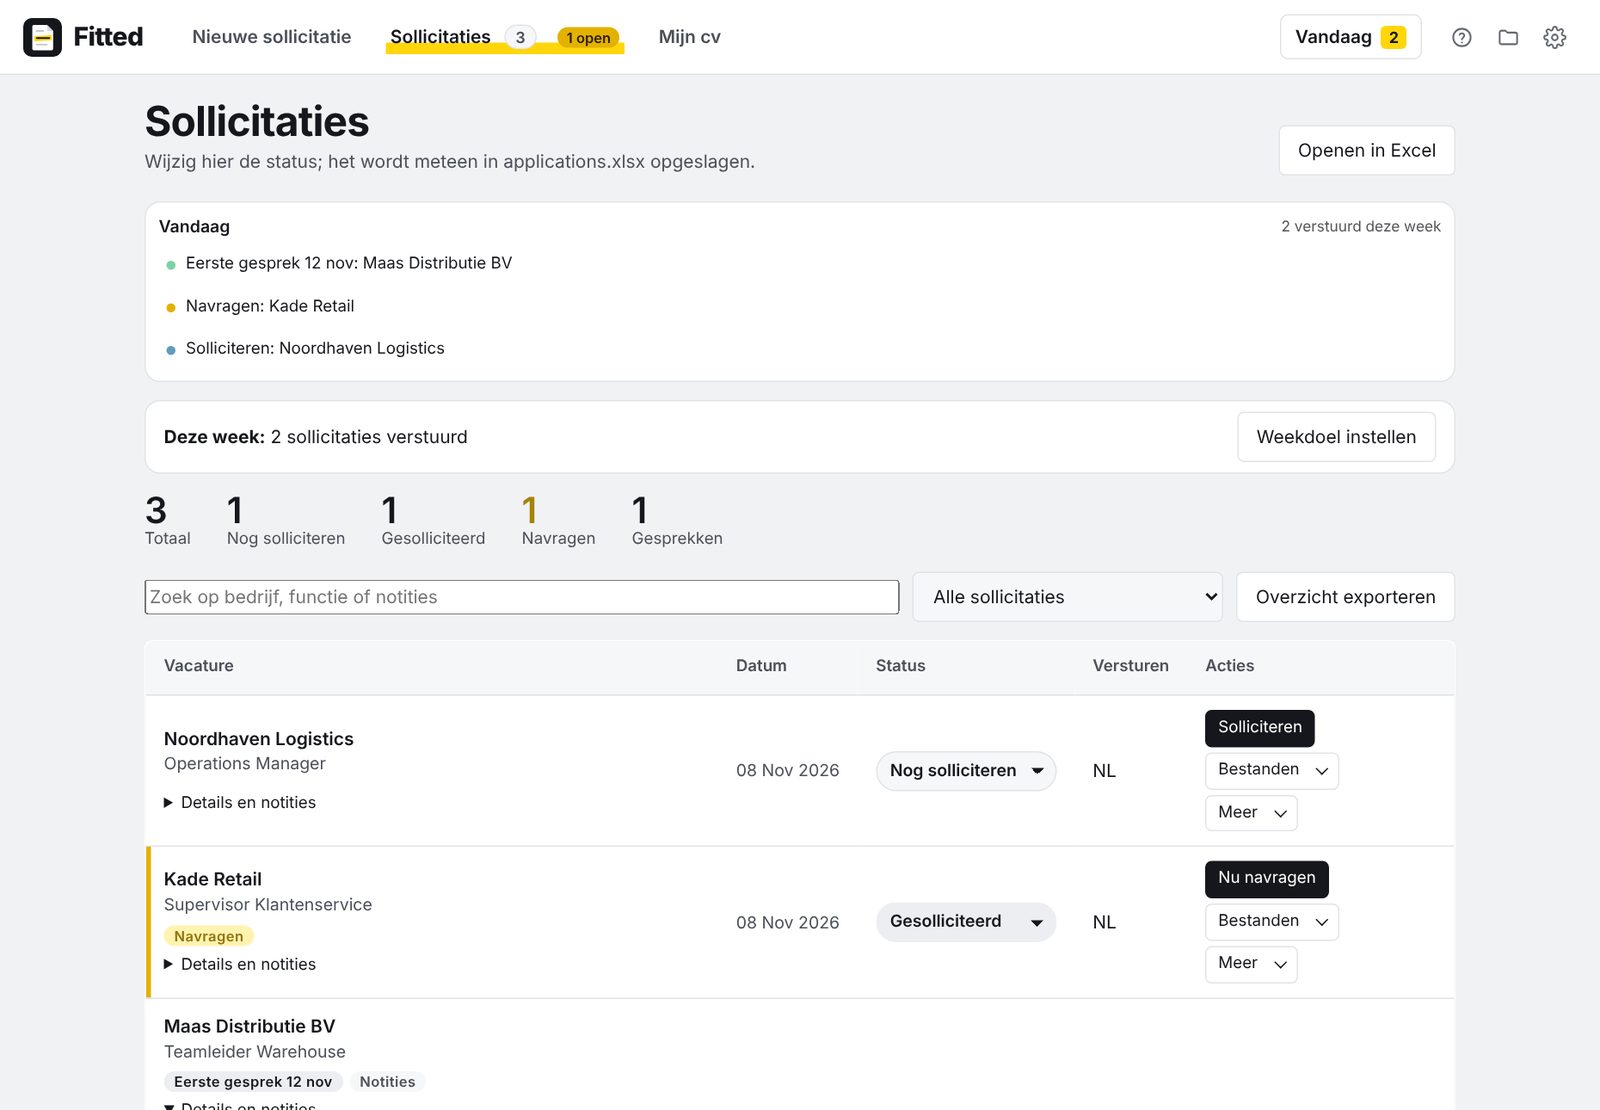 Fitted
Nieuwe sollicitatie
Sollicitaties 3 1 open
Mijn cv
Vandaag 2
Sollicitaties
Wijzig hier de status; het wordt meteen in applications.xlsx opgeslagen.
Openen in Excel
Vandaag
2 verstuurd deze week
Eerste gesprek 12 nov: Maas Distributie BV
Navragen: Kade Retail
Solliciteren: Noordhaven Logistics
Deze week: 2 sollicitaties verstuurd
Weekdoel instellen
3 1 1 1 1
Totaal Nog solliciteren Gesolliciteerd Navragen Gesprekken
Zoek op bedrijf, functie of notities
Alle sollicitaties
Overzicht exporteren
Vacature Datum Status Versturen Acties
Noordhaven Logistics
Operations Manager
Details en notities
08 Nov 2026
Nog solliciteren
NL
Solliciteren
Bestanden
Meer
Kade Retail
Supervisor Klantenservice
Navragen
Details en notities
08 Nov 2026
Gesolliciteerd
NL
Nu navragen
Bestanden
Meer
Maas Distributie BV
Teamleider Warehouse
Eerste gesprek 12 nov Notities
Details en notities